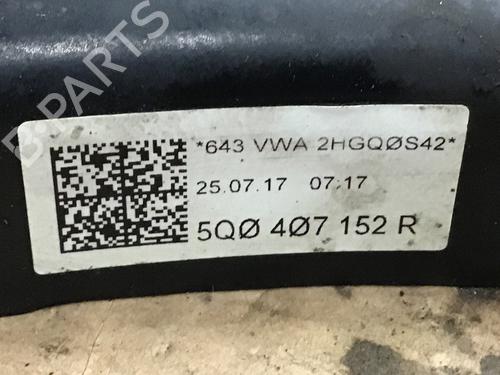 B-PARTS
*643 VWA 2HGQØS42*
25.07.17 07:17
5QØ 4Ø7 152 R